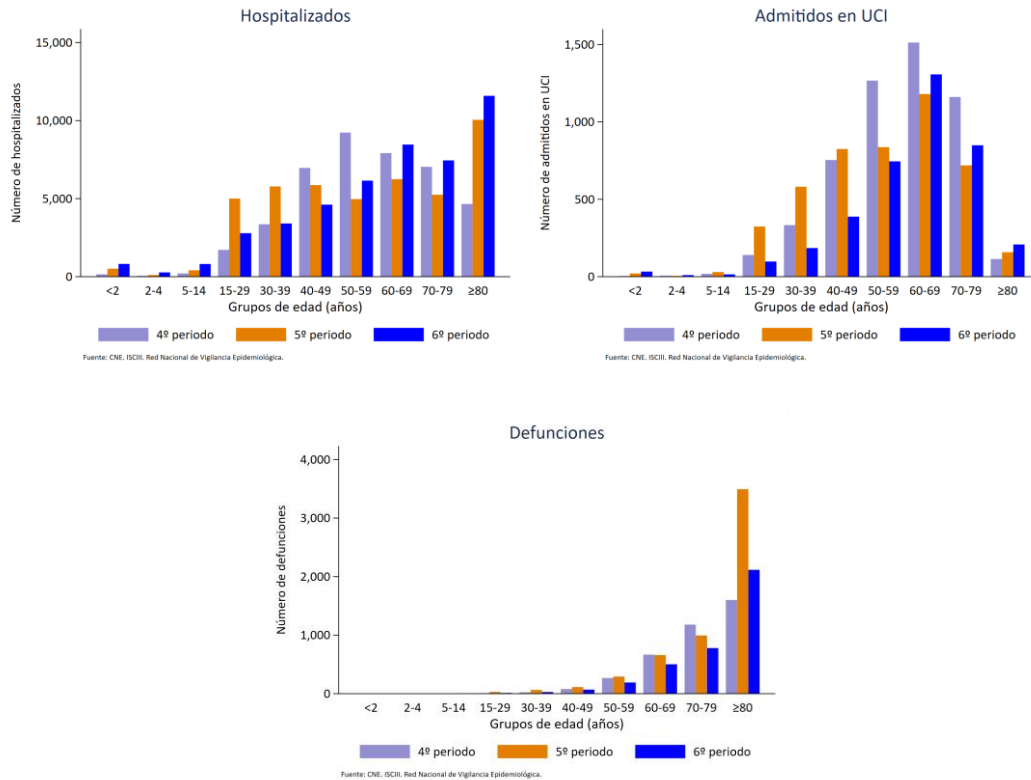 Hospitalizados
Número de hospitalizados
15,000
10,000
5,000
0
<2 2-4 5-14 15-29 30-39 40-49 50-59 60-69 70-79 ≥80
Grupos de edad (años)
4º periodo 5º periodo 6º periodo
Fuente: CNE. ISCIII. Red Nacional de Vigilancia Epidemiológica.
Admitidos en UCI
Número de admitidos en UCI
1,500
1,000
500
0
<2 2-4 5-14 15-29 30-39 40-49 50-59 60-69 70-79 ≥80
Grupos de edad (años)
4º periodo 5º periodo 6º periodo
Fuente: CNE. ISCIII. Red Nacional de Vigilancia Epidemiológica.
Defunciones
Número de defunciones
4,000
3,000
2,000
1,000
0
<2 2-4 5-14 15-29 30-39 40-49 50-59 60-69 70-79 ≥80
Grupos de edad (años)
4º periodo 5º periodo 6º periodo
Fuente: CNE. ISCIII. Red Nacional de Vigilancia Epidemiológica.